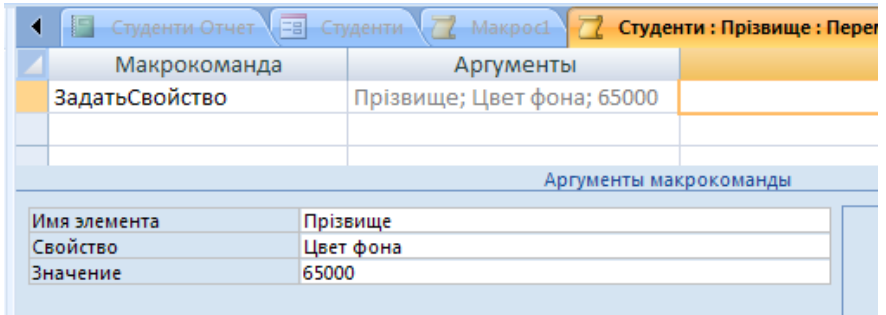 Студенти Отчет Студенти Макрос1 Студенти : Прізвище : Перем
Макрокоманда Аргументы
ЗадатьСвойство Прізвище; Цвет фона; 65000
Аргументы макрокоманды
Имя элемента Прізвище
Свойство Цвет фона
Значение 65000